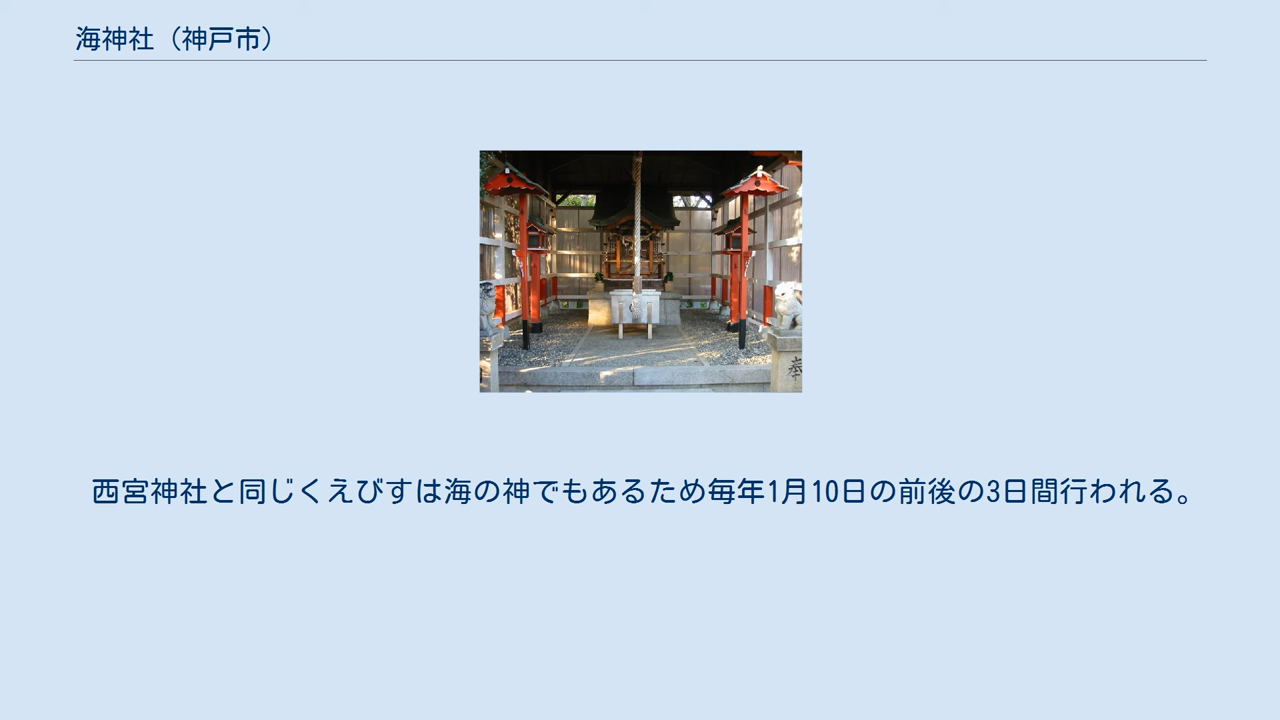 海神社（神戸市）
奉
西宮神社と同じくえびすは海の神でもあるため毎年1月10日の前後の3日間行われる。